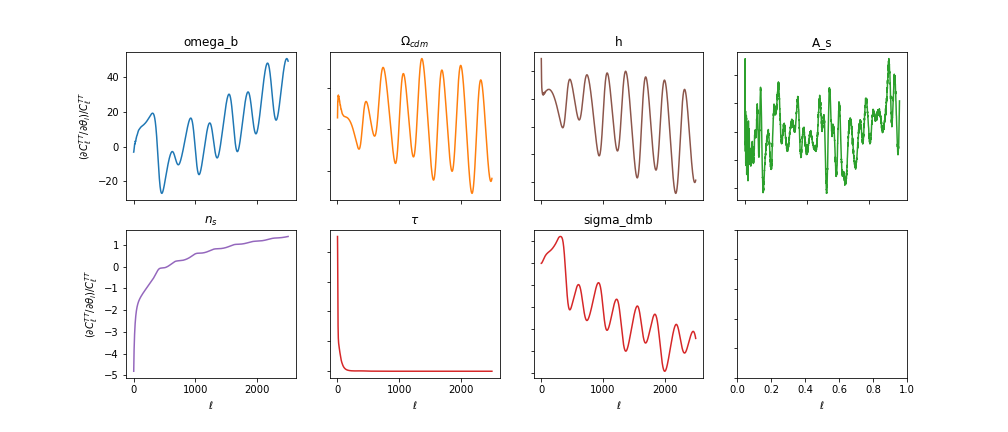 omega_b
Ω_{cdm}
h
A_s
(∂C_ℓ^{TT}/∂θ_i)/C_ℓ^{TT}
40
20
0
−20
n_s
τ
sigma_dmb
(∂C_ℓ^{TT}/∂θ_i)/C_ℓ^{TT}
1
0
−1
−2
−3
−4
−5
0 1000 2000
0 1000 2000
0 1000 2000
0.0 0.2 0.4 0.6 0.8 1.0
ℓ ℓ ℓ ℓ